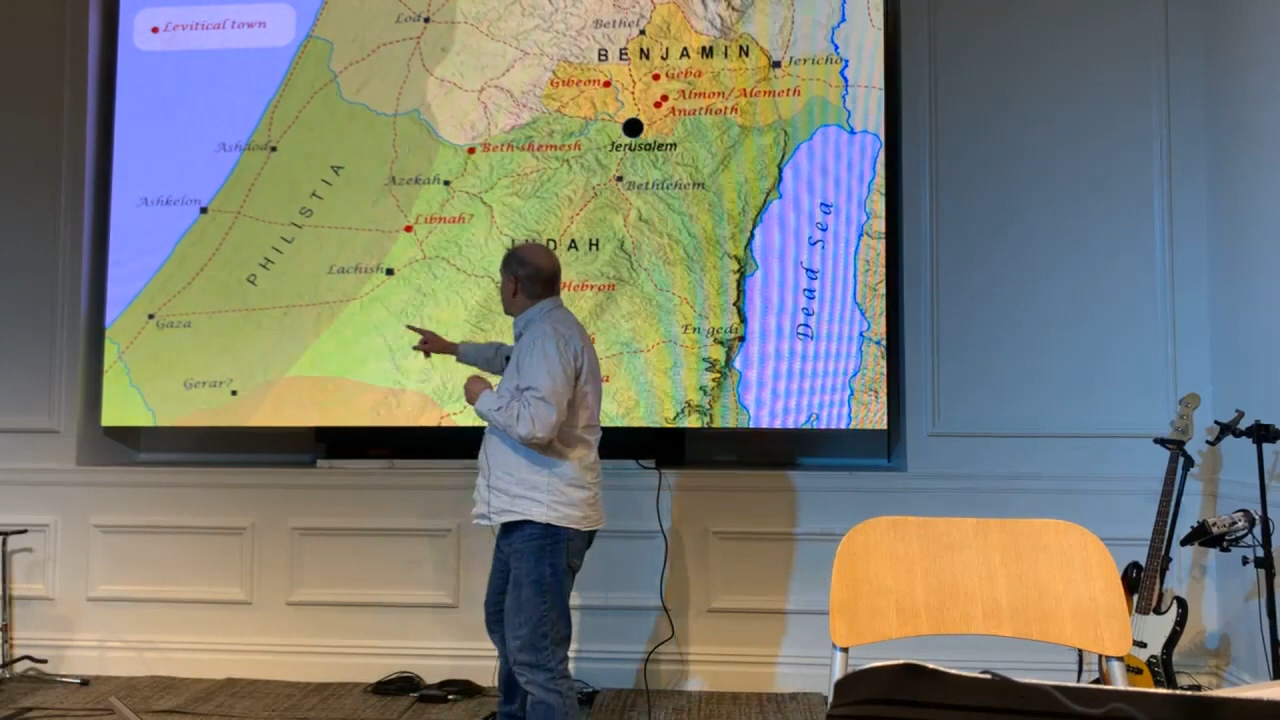 Levitical town
Lod
Bethel
BENJAMIN
Jericho
Gibeon
Geba
Almon/Alemeth
Anathoth
Jerusalem
Ashdod
Beth-shemesh
Azekah
Bethlehem
Ashkelon
PHILISTIA
Libnah?
JUDAH
Dead Sea
Lachish
Hebron
Gaza
En-gedi
Gerar?